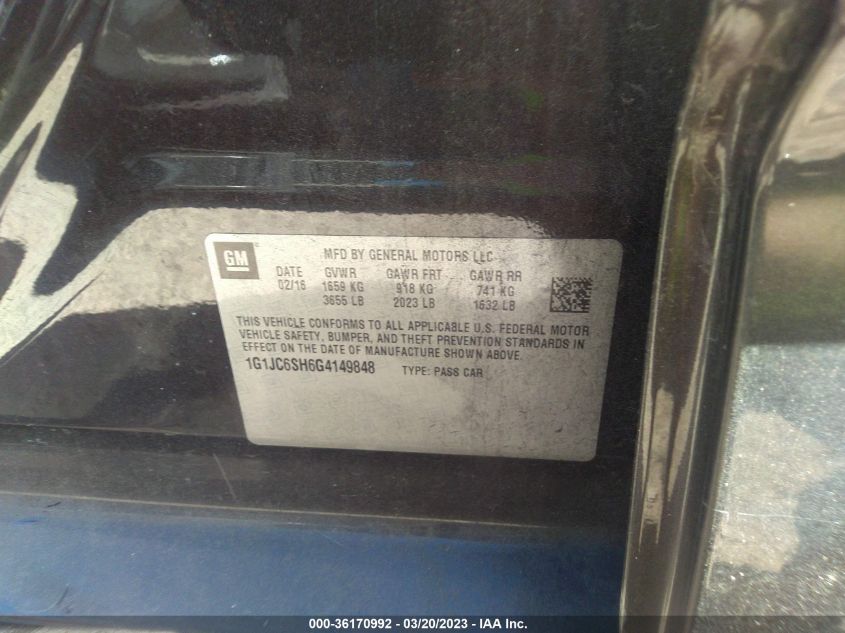 GM
MFD BY GENERAL MOTORS LLC
DATE GVWR GAWR FRT GAWR RR
02/16 1659 KG 918 KG 741 KG
3655 LB 2023 LB 1632 LB
THIS VEHICLE CONFORMS TO ALL APPLICABLE U.S. FEDERAL MOTOR
VEHICLE SAFETY, BUMPER, AND THEFT PREVENTION STANDARDS IN
EFFECT ON THE DATE OF MANUFACTURE SHOWN ABOVE.
1G1JC6SH6G4149848 TYPE: PASS CAR
000-36170992 — 03/20/2023 — IAA Inc.